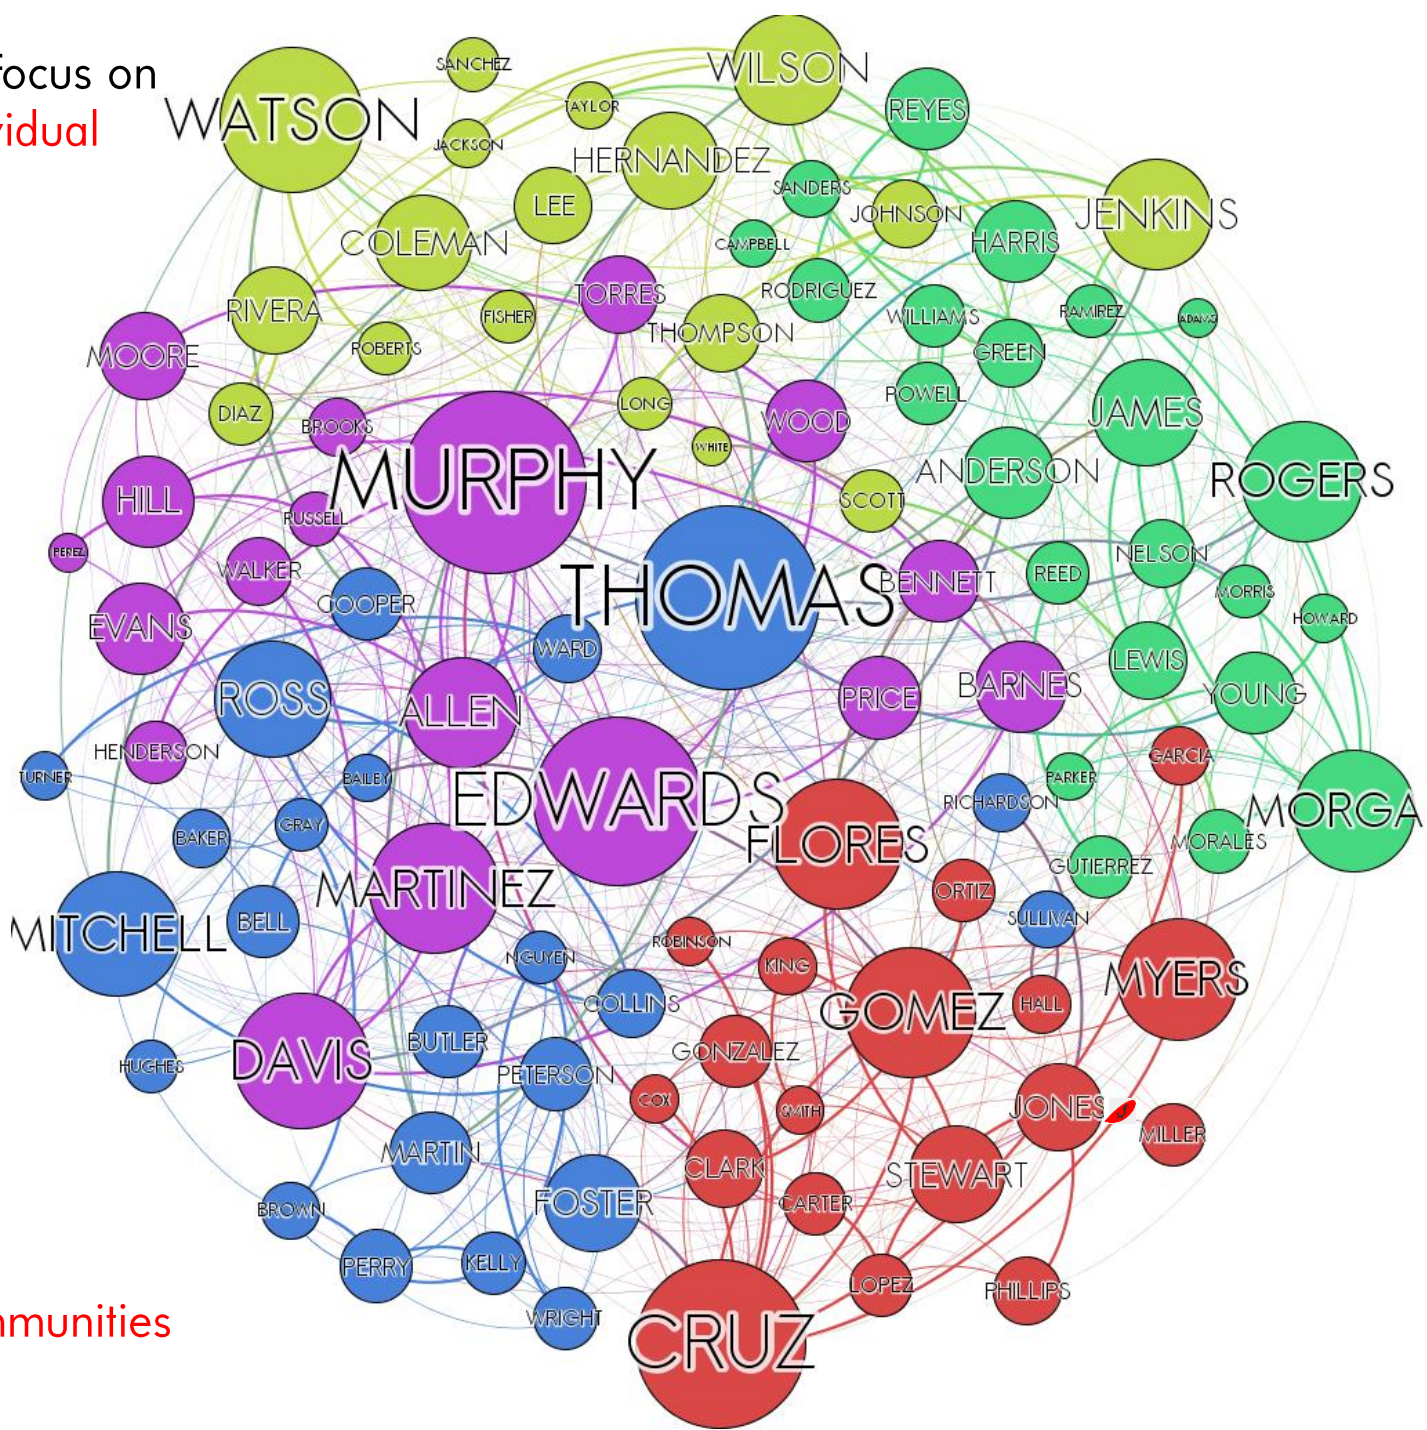 focus on
vidual
SANCHEZ
WILSON
WATSON
TAYLOR
REYES
JACKSON
HERNANDEZ
SANDERS
LEE
JOHNSON
JENKINS
COLEMAN
CAMPBELL
HARRIS
TORRES
RODRIGUEZ
RIVERA
FISHER
WILLIAMS
RAMIREZ
ADAMS
THOMPSON
ROBERTS
MOORE
GREEN
POWELL
LONG
DIAZ
BROOKS
WOOD
JAMES
WHITE
MURPHY
ANDERSON
ROGERS
HILL
SCOTT
RUSSELL
PEREZ
NELSON
WALKER
BENNETT
REED
THOMAS
MORRIS
COOPER
HOWARD
EVANS
WARD
LEWIS
ROSS
ALLEN
PRICE
BARNES
YOUNG
HENDERSON
GARCIA
TURNER
BAILEY
PARKER
EDWARDS
RICHARDSON
MORGA
BAKER
GRAY
FLORES
MORALES
GUTIERREZ
MARTINEZ
ORTIZ
MITCHELL
BELL
SULLIVAN
ROBINSON
NGUYEN
KING
MYERS
COLLINS
GOMEZ
HALL
BUTLER
GONZALEZ
DAVIS
HUGHES
PETERSON
COX
SMITH
JONES
MILLER
MARTIN
CLARK
STEWART
FOSTER
CARTER
BROWN
PERRY
KELLY
LOPEZ
PHILLIPS
WRIGHT
mmunities
CRUZ